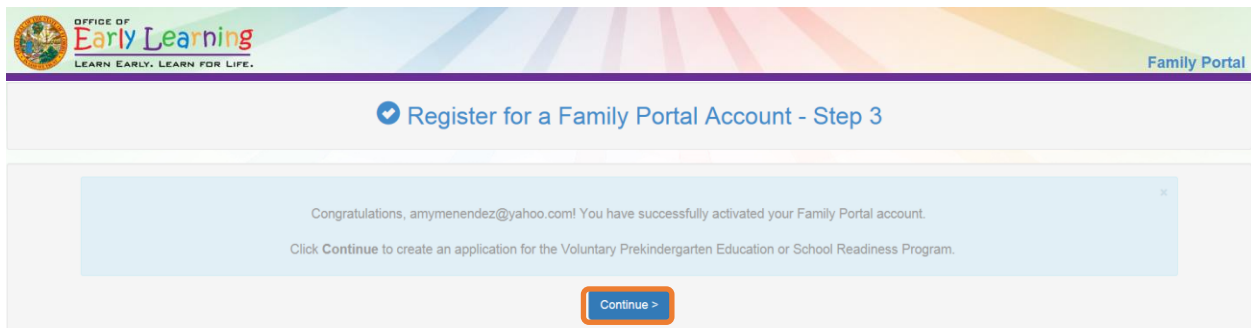 OFFICE OF
Early Learning
LEARN EARLY. LEARN FOR LIFE.
Family Portal
Register for a Family Portal Account - Step 3
×
Congratulations, amymenendez@yahoo.com! You have successfully activated your Family Portal account.
Click Continue to create an application for the Voluntary Prekindergarten Education or School Readiness Program.
Continue >